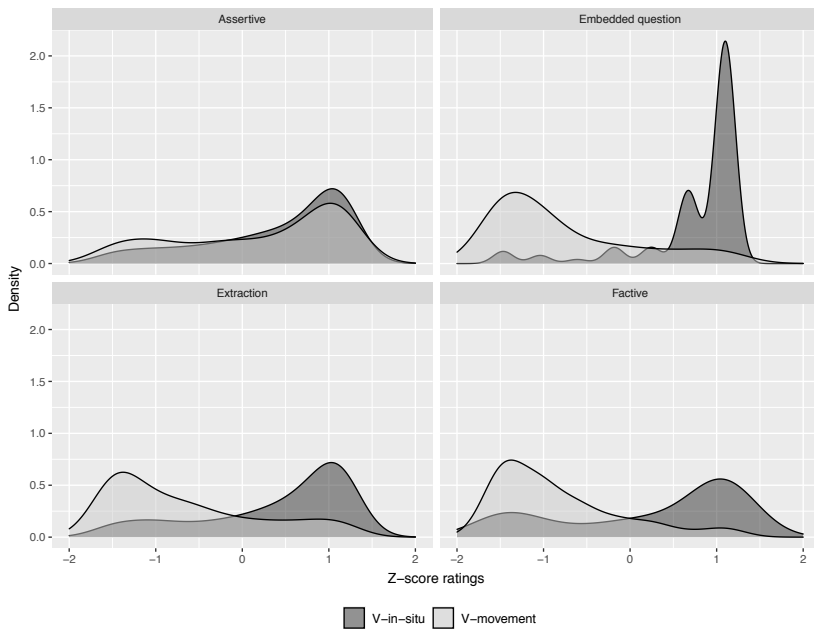 Assertive
Embedded question
2.0
1.5
1.0
0.5
0.0
Extraction
Factive
2.0
1.5
1.0
0.5
0.0
Density
−2 −1 0 1 2
−2 −1 0 1 2
Z−score ratings
V−in−situ V−movement